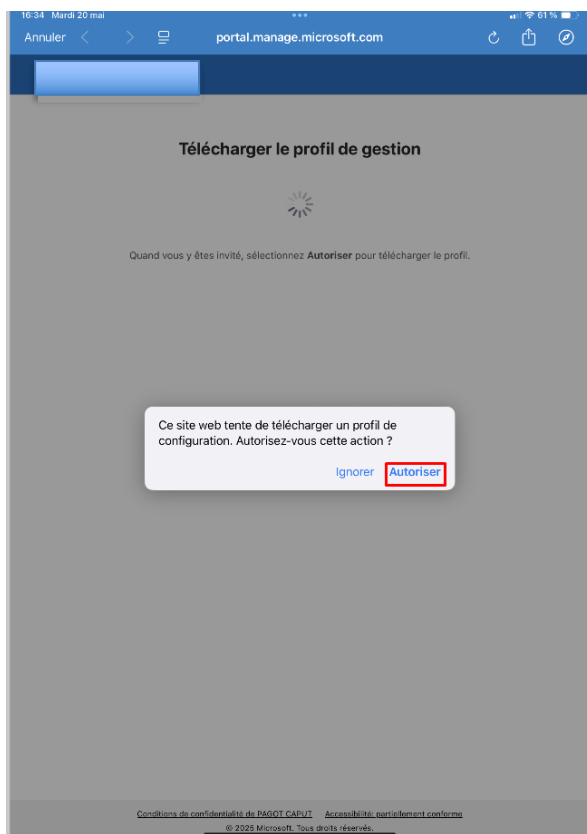 16:34 Mardi 20 mai
61 %
Annuler
portal.manage.microsoft.com
Télécharger le profil de gestion
Quand vous y êtes invité, sélectionnez Autoriser pour télécharger le profil.
Ce site web tente de télécharger un profil de
configuration. Autorisez-vous cette action ?
Ignorer Autoriser
Conditions de confidentialité de PAGOT CAPUT Accessibilité: partiellement conforme
© 2025 Microsoft. Tous droits réservés.